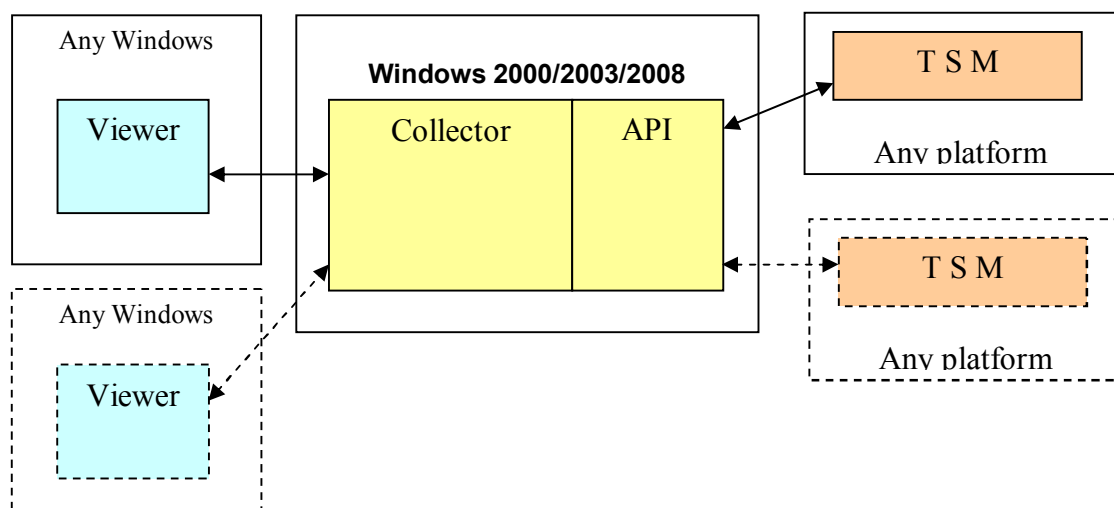 Any Windows
Viewer
Windows 2000/2003/2008
Collector
API
T S M
Any platform
Any Windows
Viewer
T S M
Any platform